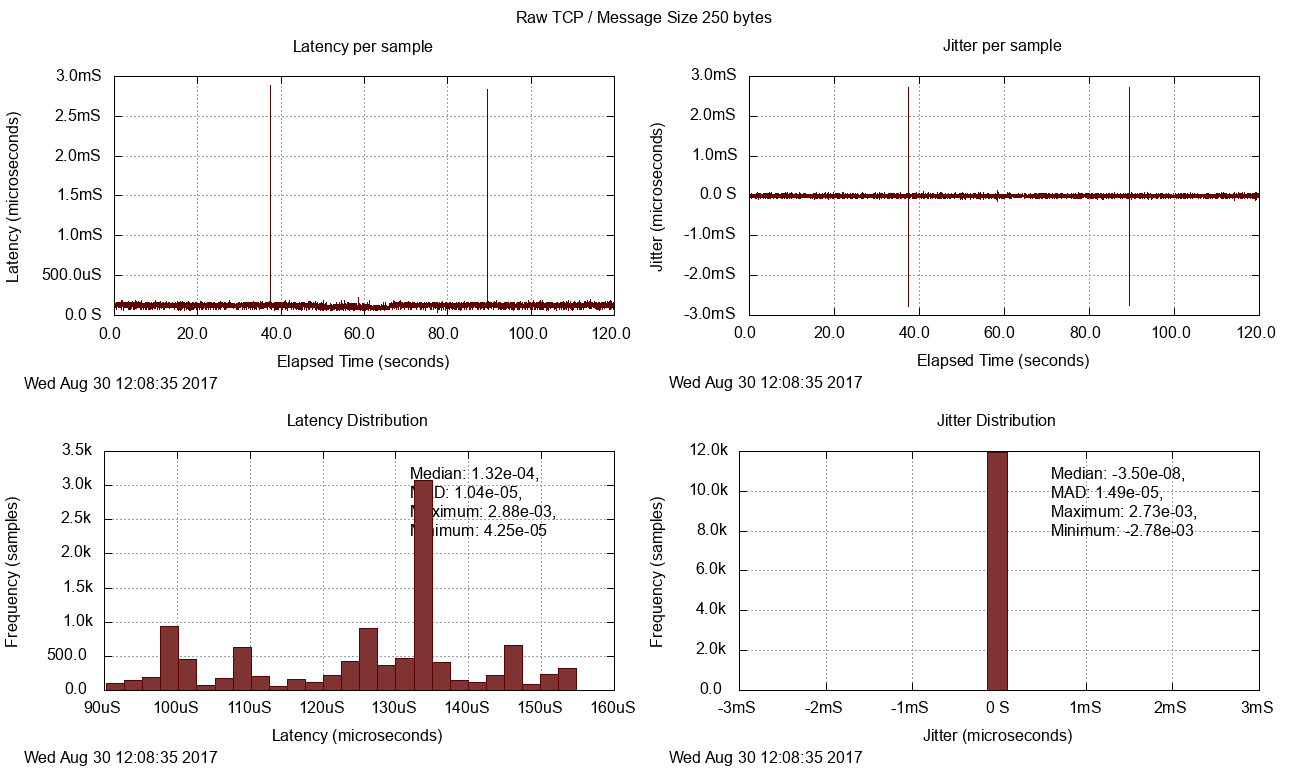 Raw TCP / Message Size 250 bytes
Latency per sample
3.0mS
2.5mS
2.0mS
1.5mS
1.0mS
500.0uS
0.0 S
Latency (microseconds)
0.0 20.0 40.0 60.0 80.0 100.0 120.0
Elapsed Time (seconds)
Wed Aug 30 12:08:35 2017
Jitter per sample
3.0mS
2.0mS
1.0mS
0.0 S
-1.0mS
-2.0mS
-3.0mS
Jitter (microseconds)
0.0 20.0 40.0 60.0 80.0 100.0 120.0
Elapsed Time (seconds)
Wed Aug 30 12:08:35 2017
Latency Distribution
3.5k
3.0k
2.5k
2.0k
1.5k
1.0k
500.0
0.0
Frequency (samples)
Median: 1.32e-04,
MAD: 1.04e-05,
Maximum: 2.88e-03,
Minimum: 4.25e-05
90uS 100uS 110uS 120uS 130uS 140uS 150uS 160uS
Latency (microseconds)
Wed Aug 30 12:08:35 2017
Jitter Distribution
12.0k
10.0k
8.0k
6.0k
4.0k
2.0k
0.0
Frequency (samples)
Median: -3.50e-08,
MAD: 1.49e-05,
Maximum: 2.73e-03,
Minimum: -2.78e-03
-3mS -2mS -1mS 0 S 1mS 2mS 3mS
Jitter (microseconds)
Wed Aug 30 12:08:35 2017